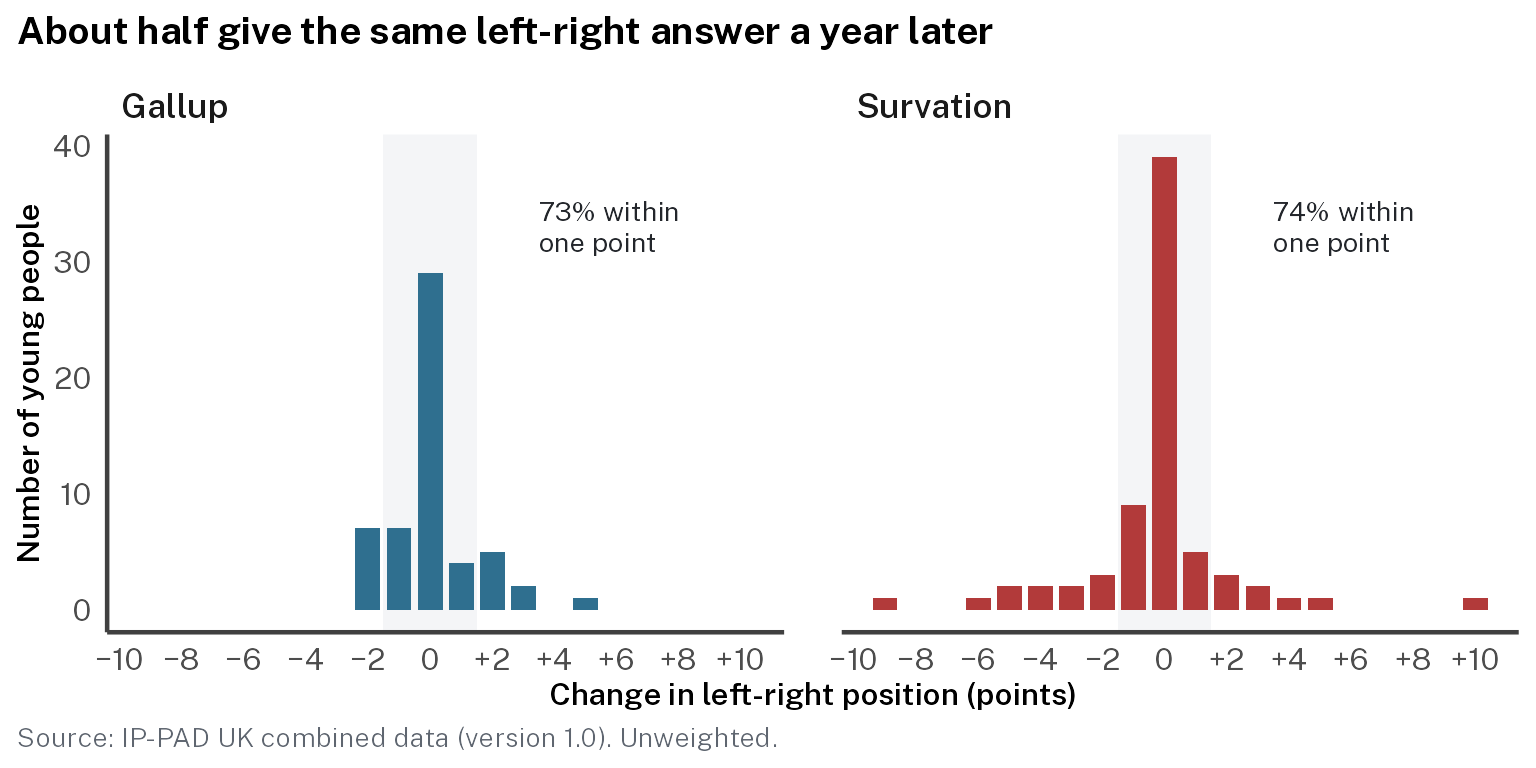 About half give the same left-right answer a year later
Gallup
Survation
40
30
20
10
0
Number of young people
73% within
one point
74% within
one point
−10 −8 −6 −4 −2 0 +2 +4 +6 +8 +10
−10 −8 −6 −4 −2 0 +2 +4 +6 +8 +10
Change in left-right position (points)
Source: IP-PAD UK combined data (version 1.0). Unweighted.